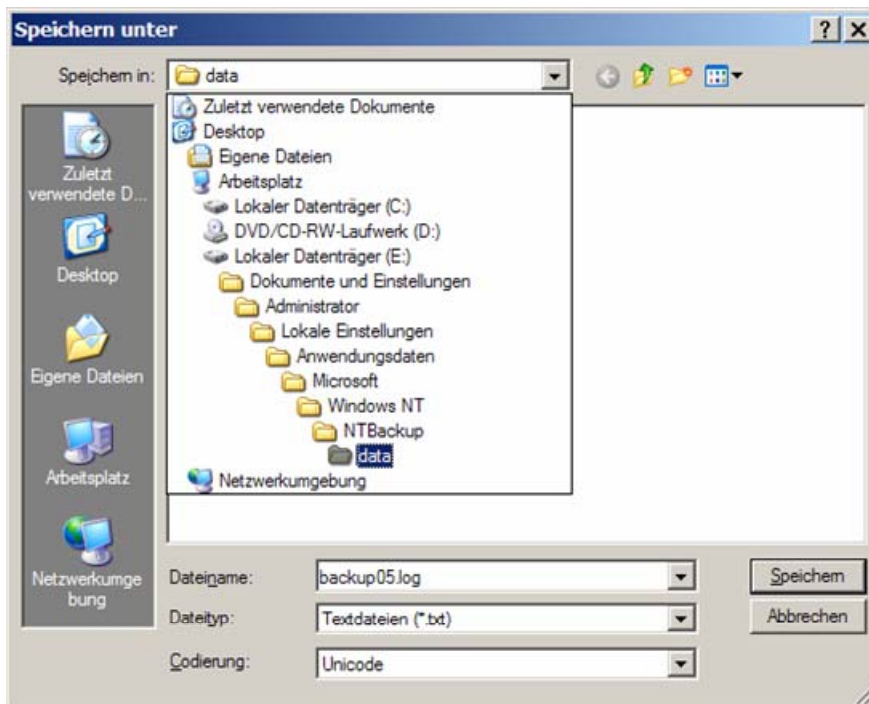 Speichern unter
Speichern in:
data
Zuletzt verwendete Dokumente
Desktop
Eigene Dateien
Arbeitsplatz
Lokaler Datenträger (C:)
DVD/CD-RW-Laufwerk (D:)
Lokaler Datenträger (E:)
Dokumente und Einstellungen
Administrator
Lokale Einstellungen
Anwendungsdaten
Microsoft
Windows NT
NTBackup
data
Netzwerkumgebung
Zuletzt
verwendete D...
Desktop
Eigene Dateien
Arbeitsplatz
Netzwerkumge
bung
Dateiname:
backup05.log
Speichern
Dateityp:
Textdateien (*.txt)
Abbrechen
Codierung:
Unicode